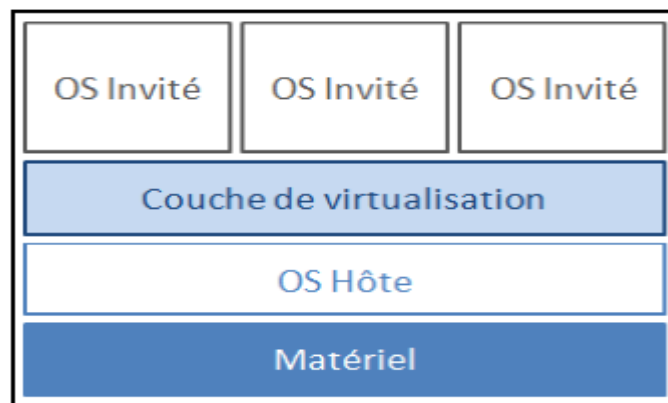 OS Invité OS Invité OS Invité
Couche de virtualisation
OS Hôte
Matériel